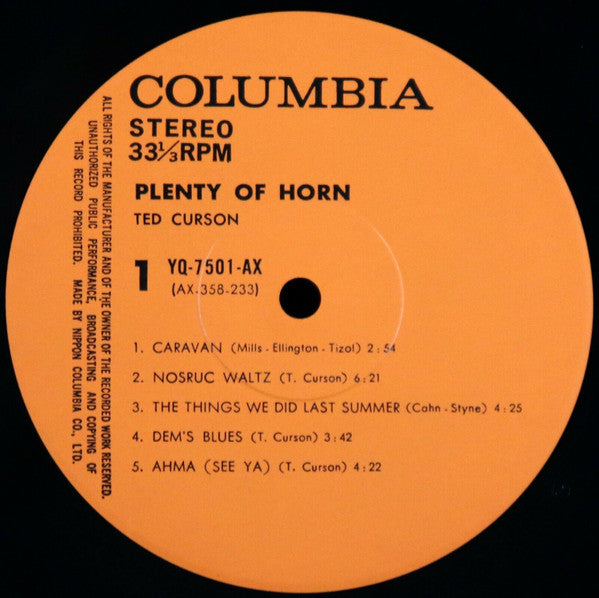 COLUMBIA
STEREO
33⅓RPM
PLENTY OF HORN
TED CURSON
1 YQ-7501-AX
(AX-358-233)
1. CARAVAN (Mills - Ellington - Tizol) 2:54
2. NOSRUC WALTZ (T. Curson) 6:21
3. THE THINGS WE DID LAST SUMMER (Cahn - Styne) 4:25
4. DEM'S BLUES (T. Curson) 3:42
5. AHMA (SEE YA) (T. Curson) 4:22
ALL RIGHTS OF THE MANUFACTURER AND OF THE OWNER OF THE RECORDED WORK RESERVED.
UNAUTHORIZED PUBLIC PERFORMANCE, BROADCASTING AND COPYING OF
THIS RECORD PROHIBITED. MADE BY NIPPON COLUMBIA CO., LTD.